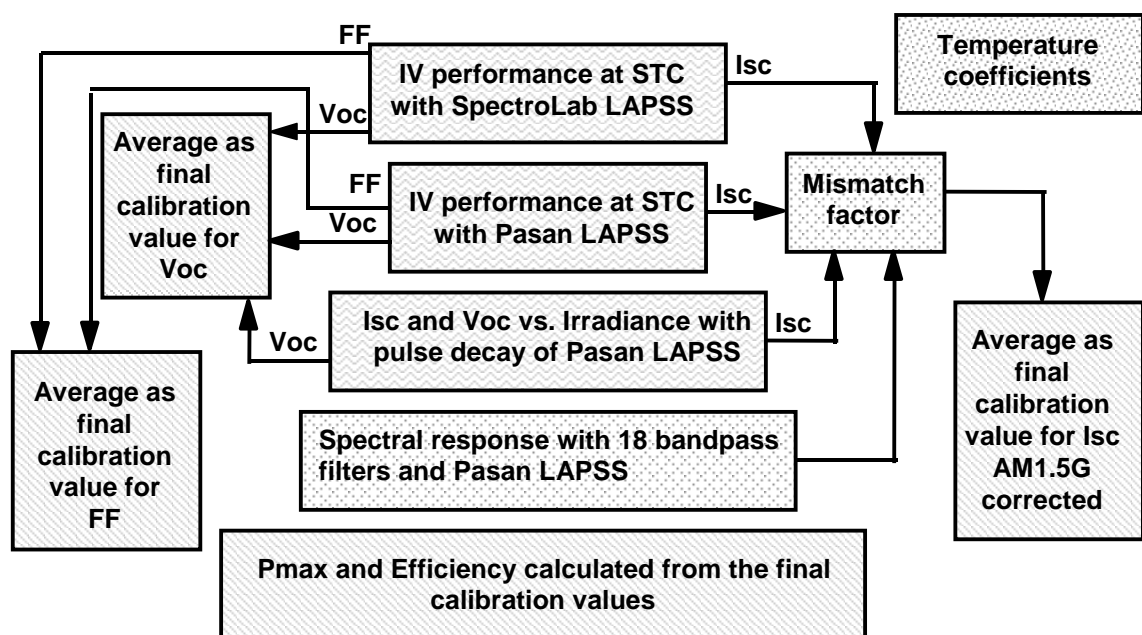 FF
IV performance at STC
with SpectroLab LAPSS
Isc
Temperature
coefficients
Voc
Average as
final
calibration
value for
Voc
FF
IV performance at STC
with Pasan LAPSS
Isc
Mismatch
factor
Voc
Isc and Voc vs. Irradiance with
pulse decay of Pasan LAPSS
Isc
Voc
Average as
final
calibration
value for
FF
Average as
final
calibration
value for Isc
AM1.5G
corrected
Spectral response with 18 bandpass
filters and Pasan LAPSS
Pmax and Efficiency calculated from the final
calibration values